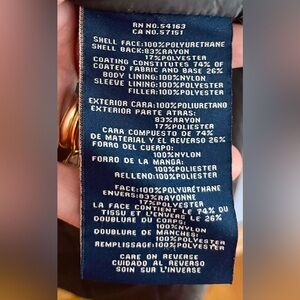 RN NO.54163
CA NO.57151
SHELL FACE:100%POLYURETHANE
SHELL BACK:83%RAYON
17%POLYESTER
COATING CONSTITUTES 74% OF
COATED FABRIC AND BASE 26%
BODY LINING:100%NYLON
SLEEVE LINING:100%POLYESTER
FILLER:100%POLYESTER
EXTERIOR CARA:100%POLIURETANO
EXTERIOR PARTE ATRAS:
83%RAYON
17%POLIESTER
CARA COMPUESTO DE 74%
DE MATERIAL Y EL REVERSO 26%
FORRO DEL CUERPO:
100%NYLON
FORRO DE LA MANGA:
100%POLIESTER
RELLENO:100%POLIESTER
FACE:100%POLYURÉTHANE
ENVERS:83%RAYONNE
17%POLYESTER
LA FACE CONTIENT LE 74% DU
TISSU ET L'ENVERS LE 26%
DOUBLURE DU CORPS:
100%NYLON
DOUBLURE DE MANCHES:
100%POLYESTER
REMPLISSAGE:100%POLYESTER
CARE ON REVERSE
CUIDADO AL REVERSO
SOIN SUR L'INVERSE